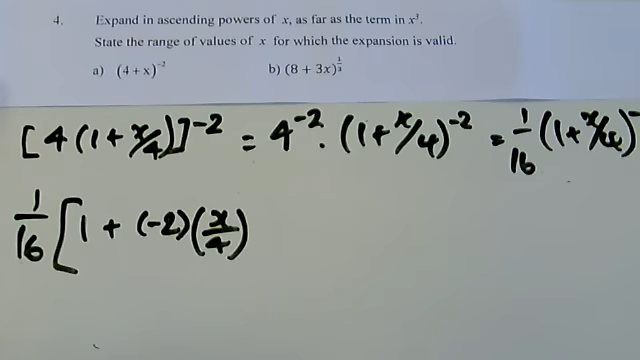 4. Expand in ascending powers of x, as far as the term in x³.
State the range of values of x for which the expansion is valid.
a) (4 + x)⁻² b) (8 + 3x)^{1/3}
[4(1 + x/4)]⁻² = 4⁻² · (1 + x/4)⁻² = 1/16 (1 + x/4)⁻
1/16 [1 + (-2)(x/4)